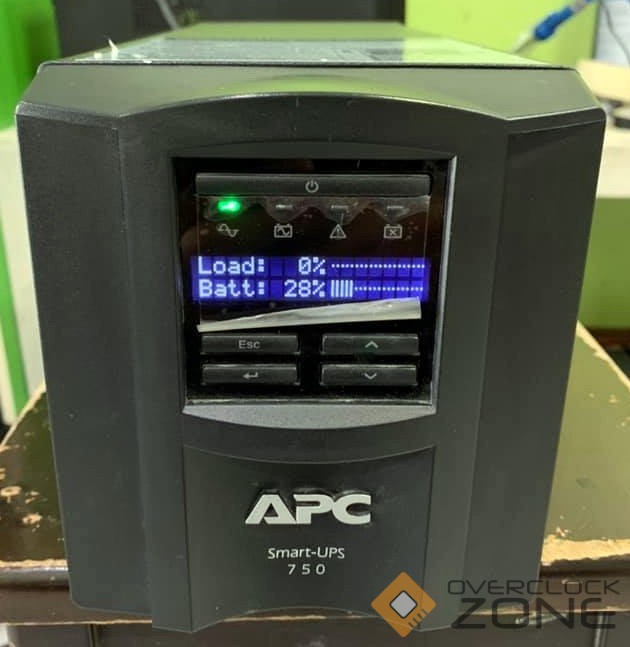 Load: 0%
Batt: 28%
Esc
APC
Smart-UPS
750
OVERCLOCK
ZONE